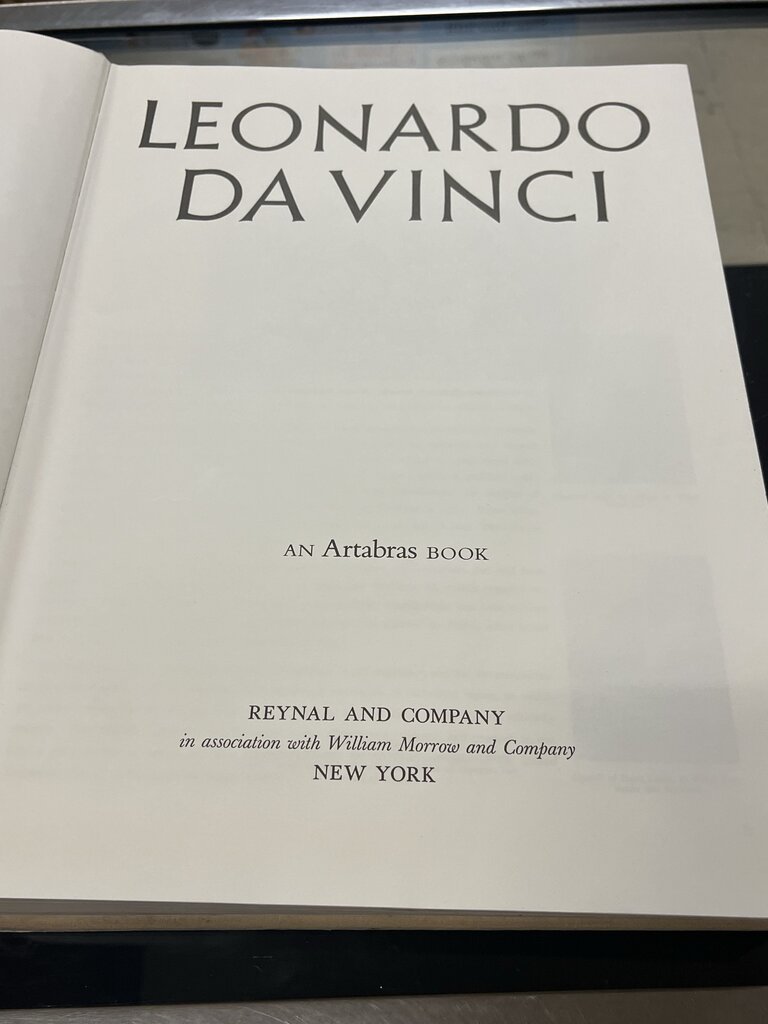 LEONARDO
DA VINCI
AN Artabras BOOK
REYNAL AND COMPANY
in association with William Morrow and Company
NEW YORK